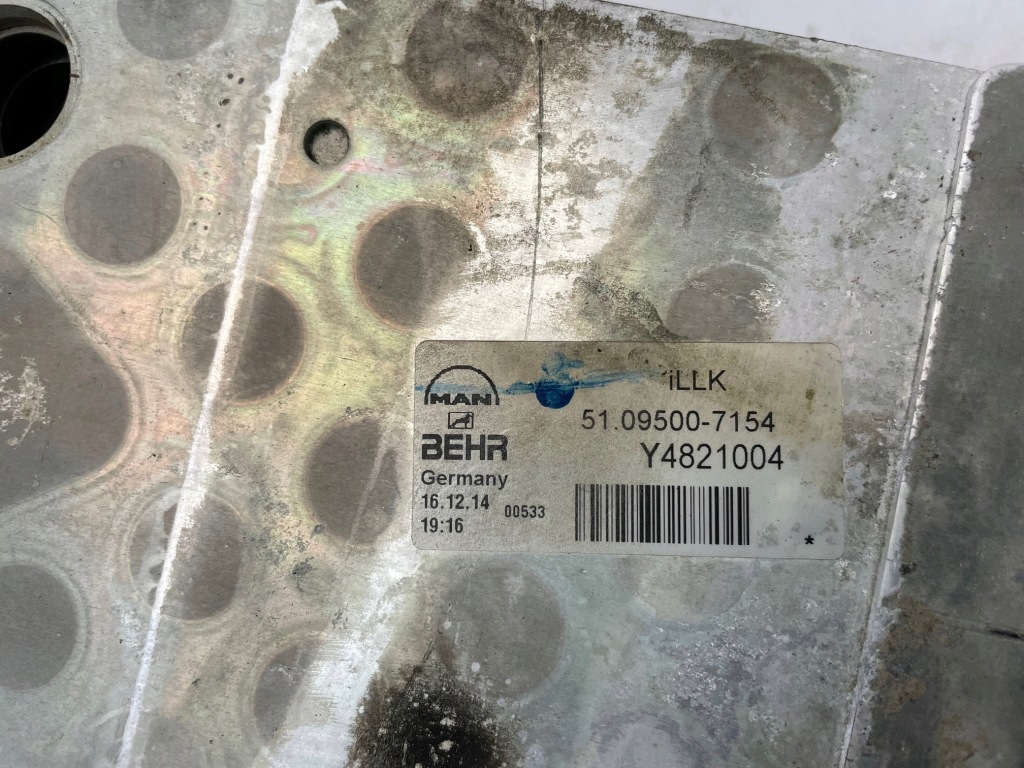 MAN
iLLK
51.09500-7154
BEHR
Y4821004
Germany
16.12.14 00533
19:16
*